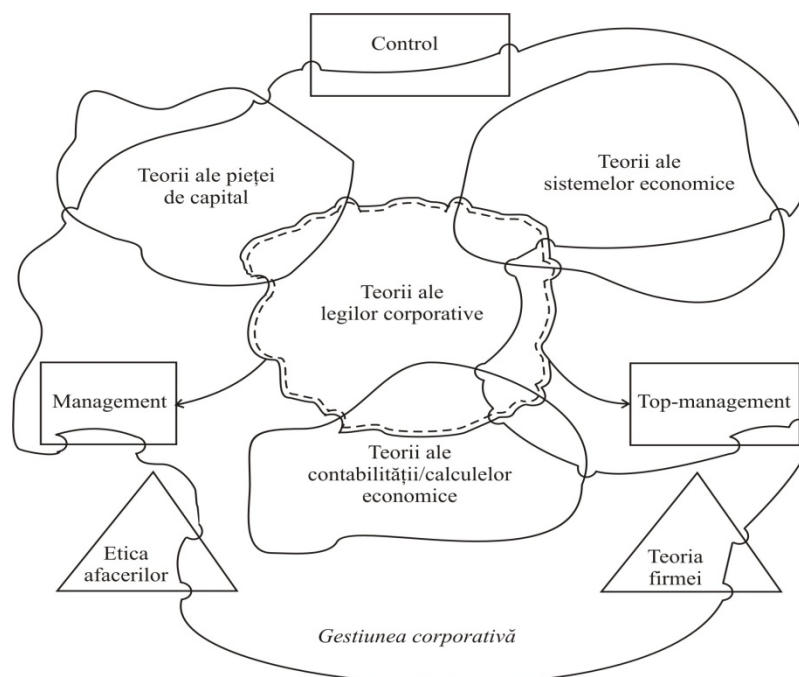 Control
Teorii ale pieței
de capital
Teorii ale
sistemelor economice
Teorii ale
legilor corporative
Management
Top-management
Teorii ale
contabilității/calculelor
economice
Etica
afacerilor
Teoria
firmei
Gestiunea corporativă